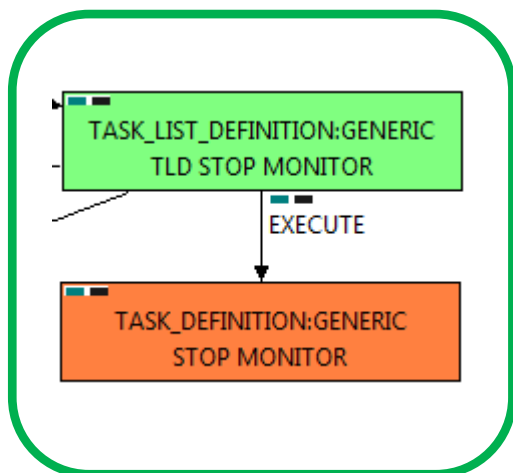 TASK_LIST_DEFINITION:GENERIC
TLD STOP MONITOR
EXECUTE
TASK_DEFINITION:GENERIC
STOP MONITOR